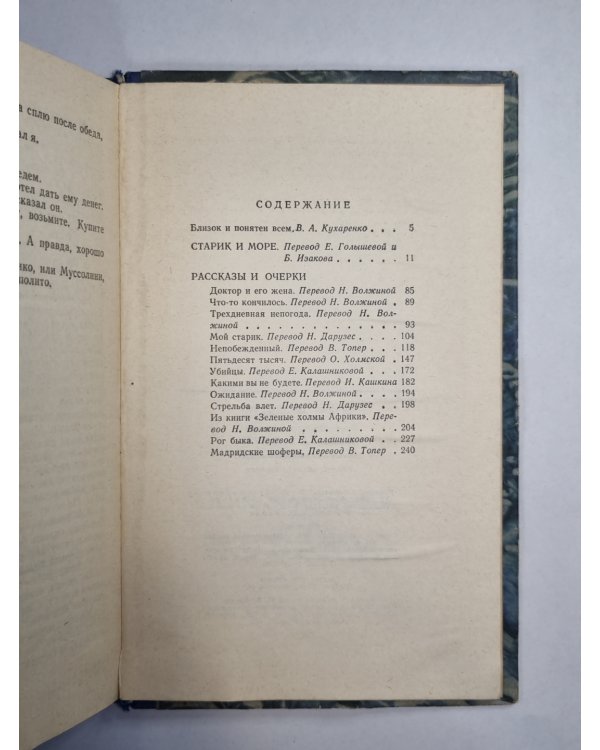 а сплю после обеда,
ал я.
едем.
отел дать ему денег.
сказал он.
, возьмите. Купите
. А правда, хорошо
ико, или Муссолини,
полито,
СОДЕРЖАНИЕ
Близок и понятен всем, В. А. Кухаренко . . . 5
СТАРИК И МОРЕ. Перевод Е. Голышевой и
Б. Изакова . . . . . . 11
РАССКАЗЫ И ОЧЕРКИ
Доктор и его жена. Перевод Н. Волжиной 85
Что-то кончилось. Перевод Н. Волжиной . 89
Трехдневная непогода. Перевод Н. Вол-
жиной . . . . . . . . . . . . 93
Мой старик. Перевод Н. Дарузес . . . 104
Непобежденный. Перевод В. Топер . . 118
Пятьдесят тысяч. Перевод О. Холмской . 147
Убийцы. Перевод Е. Калашниковой . . 172
Какими вы не будете. Перевод И. Кашкина 182
Ожидание. Перевод Н. Волжиной . . . 194
Стрельба влет. Перевод Н. Дарузес . . 198
Из книги «Зеленые холмы Африки». Пере-
вод Н. Волжиной . . . . . . . . 204
Рог быка. Перевод Е. Калашниковой . . 227
Мадридские шоферы, Перевод В. Топер . 240